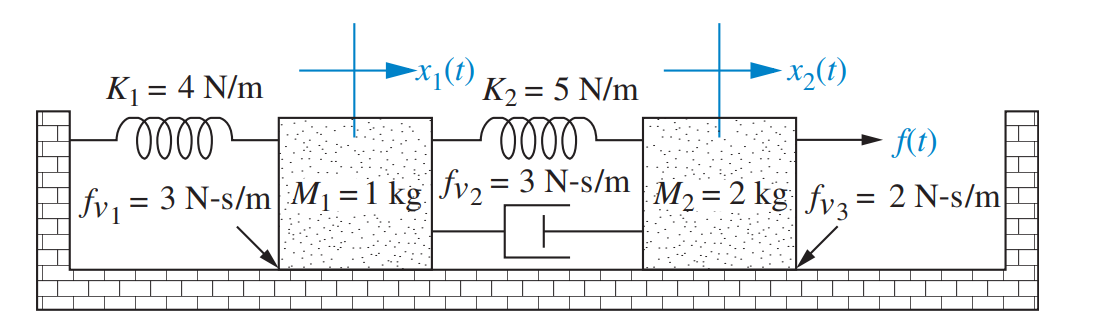 K₁ = 4 N/m
x₁(t)
K₂ = 5 N/m
x₂(t)
f(t)
fᵥ₁ = 3 N-s/m
M₁ = 1 kg
fᵥ₂ = 3 N-s/m
M₂ = 2 kg
fᵥ₃ = 2 N-s/m